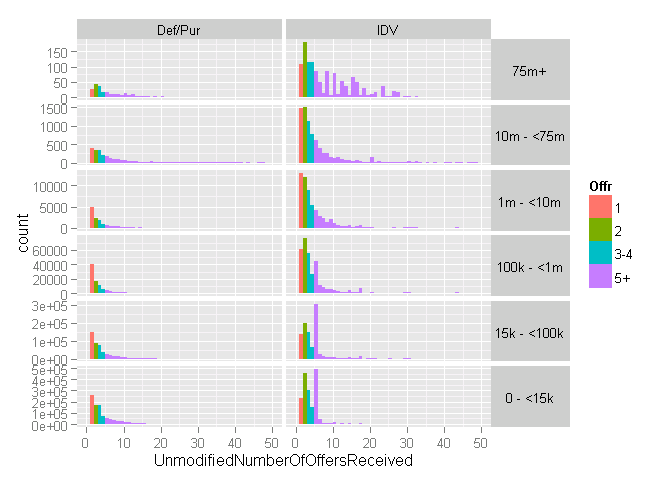 Def/Pur IDV
150
100
50
0
75m+
1500
1000
500
0
10m - <75m
10000
5000
0
1m - <10m
60000
40000
20000
0
100k - <1m
3e+05
2e+05
1e+05
0e+00
15k - <100k
5e+05
4e+05
3e+05
2e+05
1e+05
0e+00
0 - <15k
count
0 10 20 30 40 50 0 10 20 30 40 50
UnmodifiedNumberOfOffersReceived
Offr
1
2
3-4
5+